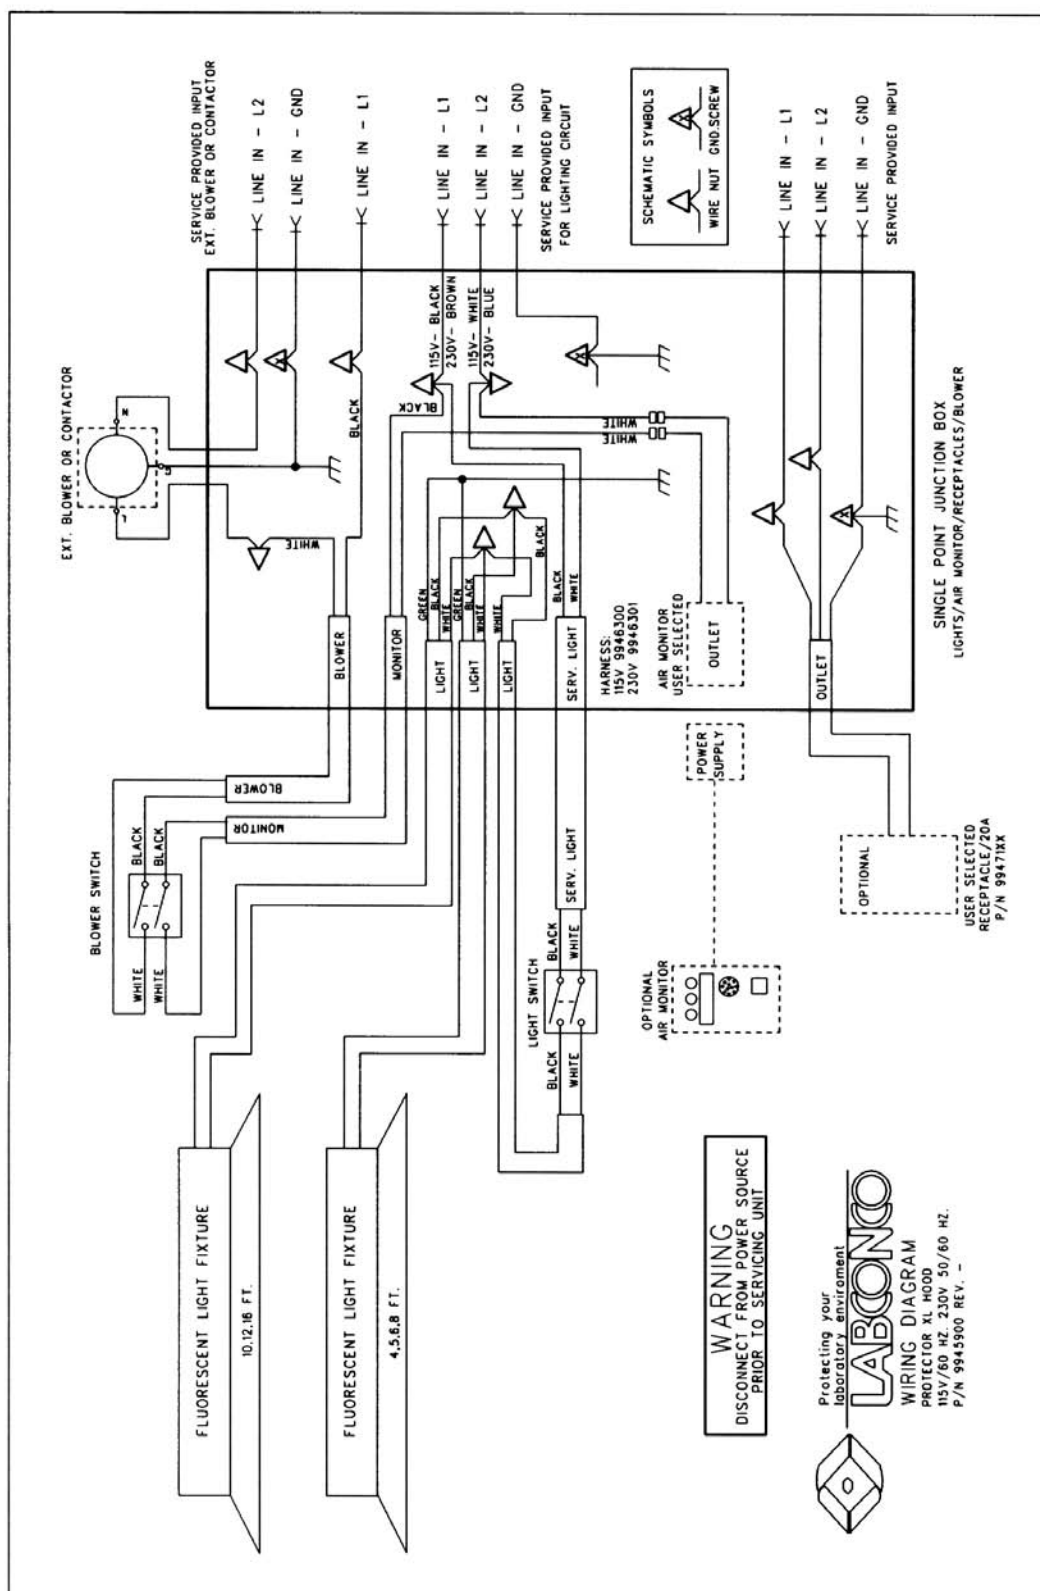 EXT. BLOWER OR CONTACTOR
L
G
N
SERVICE PROVIDED INPUT
EXT. BLOWER OR CONTACTOR
LINE IN - L2
LINE IN - GND
LINE IN - L1
BLOWER SWITCH
WHITE
WHITE
BLACK
BLACK
BLOWER
MONITOR
BLOWER
WHITE
BLACK
MONITOR
BLACK
115V- BLACK
230V- BROWN
LINE IN - L1
115V- WHITE
230V- BLUE
LINE IN - L2
LINE IN - GND
SERVICE PROVIDED INPUT
FOR LIGHTING CIRCUIT
FLUORESCENT LIGHT FIXTURE
10,12,16 FT.
FLUORESCENT LIGHT FIXTURE
4,5,6,8 FT.
LIGHT
GREEN
BLACK
WHITE
LIGHT
GREEN
BLACK
WHITE
LIGHT
WHITE
BLACK
WHITE
WHITE
LIGHT SWITCH
BLACK
WHITE
BLACK
WHITE
SERV. LIGHT
SERV. LIGHT
BLACK
WHITE
HARNESS:
115V 9946300
230V 9946301
SCHEMATIC SYMBOLS
WIRE NUT
GND.SCREW
OPTIONAL
AIR MONITOR
POWER
SUPPLY
AIR MONITOR
USER SELECTED
OUTLET
LINE IN - L1
LINE IN - L2
LINE IN - GND
SERVICE PROVIDED INPUT
OUTLET
OPTIONAL
USER SELECTED
RECEPTACLE/20A
P/N 99471XX
SINGLE POINT JUNCTION BOX
LIGHTS/AIR MONITOR/RECEPTACLES/BLOWER
WARNING
DISCONNECT FROM POWER SOURCE
PRIOR TO SERVICING UNIT
Protecting your
laboratory enviroment
LABCONCO
WIRING DIAGRAM
PROTECTOR XL HOOD
115V/60 HZ. 230V 50/60 HZ.
P/N 9945900 REV. -